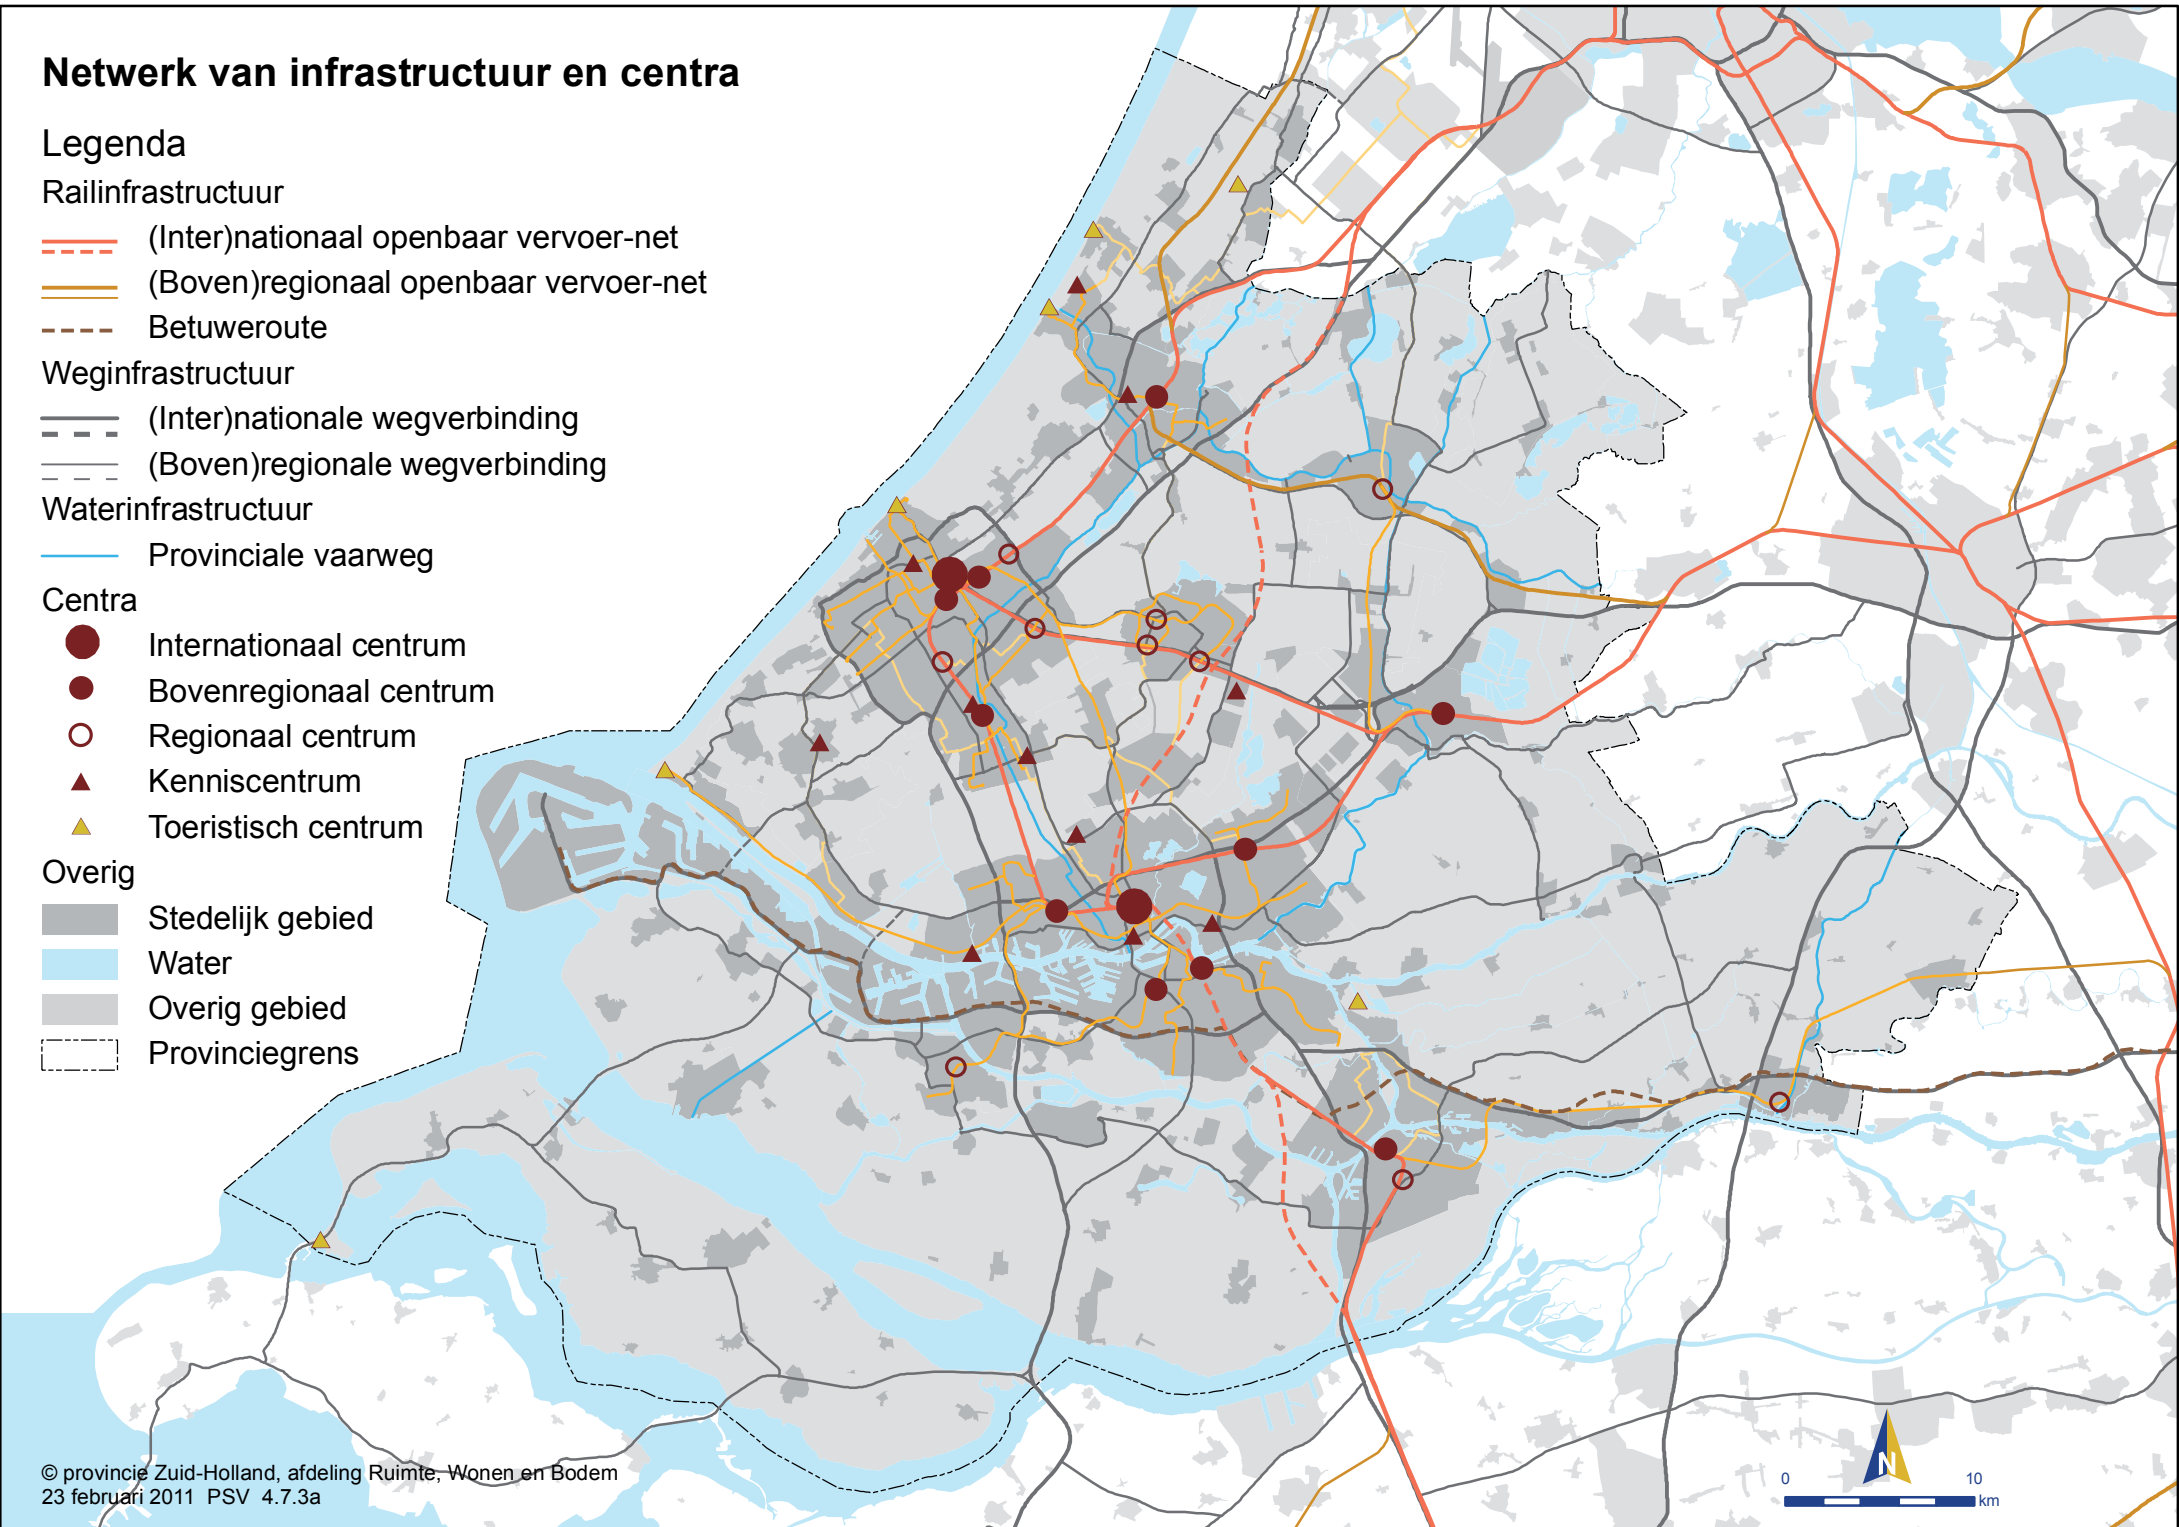 Netwerk van infrastructuur en centra
Legenda
Railinfrastructuur
(Inter)nationaal openbaar vervoer-net
(Boven)regionaal openbaar vervoer-net
Betuweroute
Weginfrastructuur
(Inter)nationale wegverbinding
(Boven)regionale wegverbinding
Waterinfrastructuur
Provinciale vaarweg
Centra
Internationaal centrum
Bovenregionaal centrum
Regionaal centrum
Kenniscentrum
Toeristisch centrum
Overig
Stedelijk gebied
Water
Overig gebied
Provinciegrens
© provincie Zuid-Holland, afdeling Ruimte, Wonen en Bodem
23 februari 2011 PSV 4.7.3a
N
0 10
km